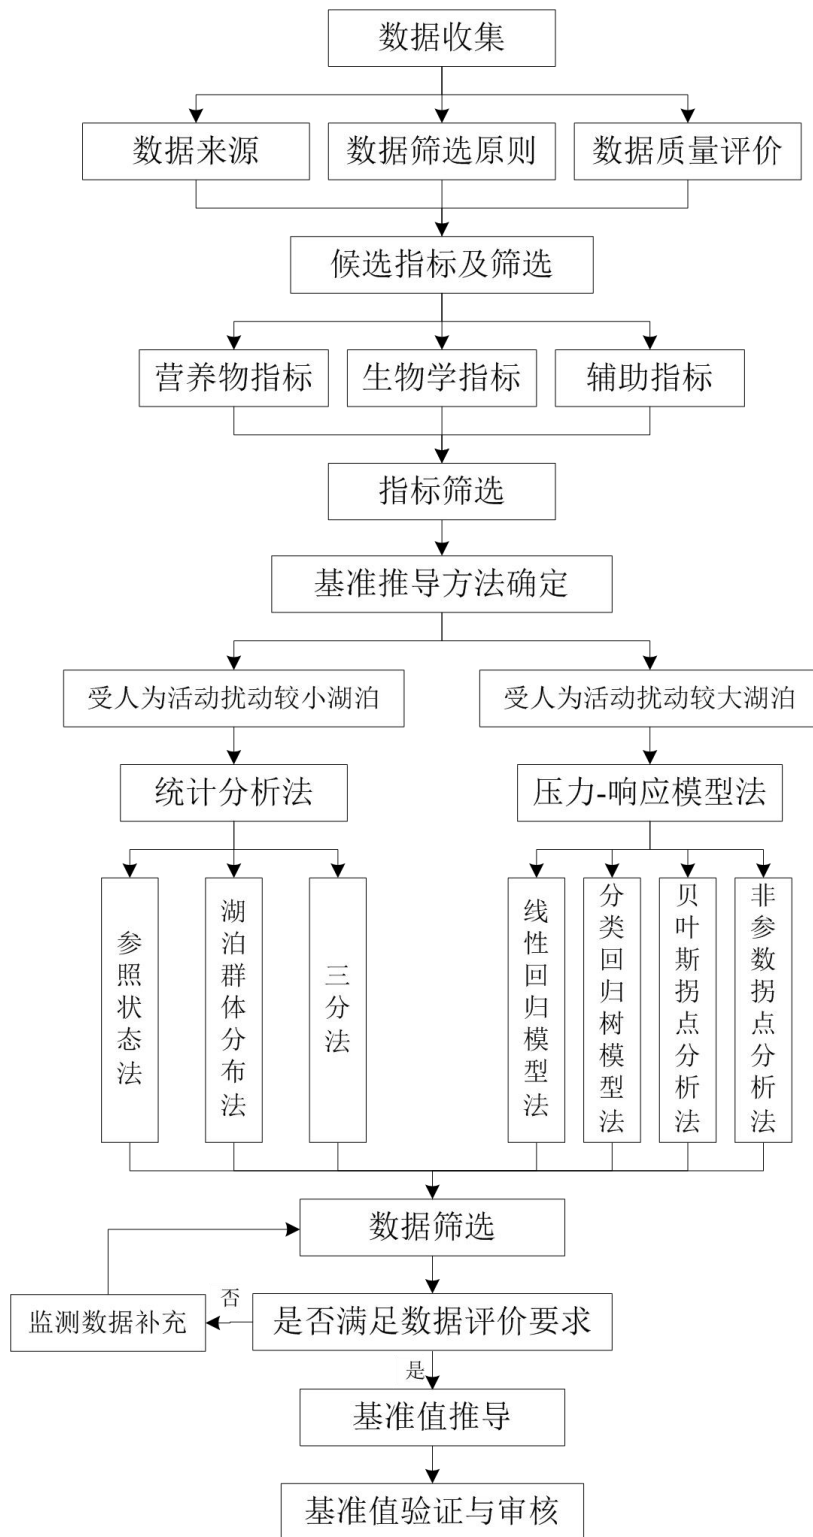 数据收集
数据来源
数据筛选原则
数据质量评价
候选指标及筛选
营养物指标
生物学指标
辅助指标
指标筛选
基准推导方法确定
受人为活动扰动较小湖泊
受人为活动扰动较大湖泊
统计分析法
压力-响应模型法
参照状态法
湖泊群体分布法
三分法
线性回归模型法
分类回归树模型法
贝叶斯拐点分析法
非参数拐点分析法
数据筛选
监测数据补充
否
是否满足数据评价要求
是
基准值推导
基准值验证与审核